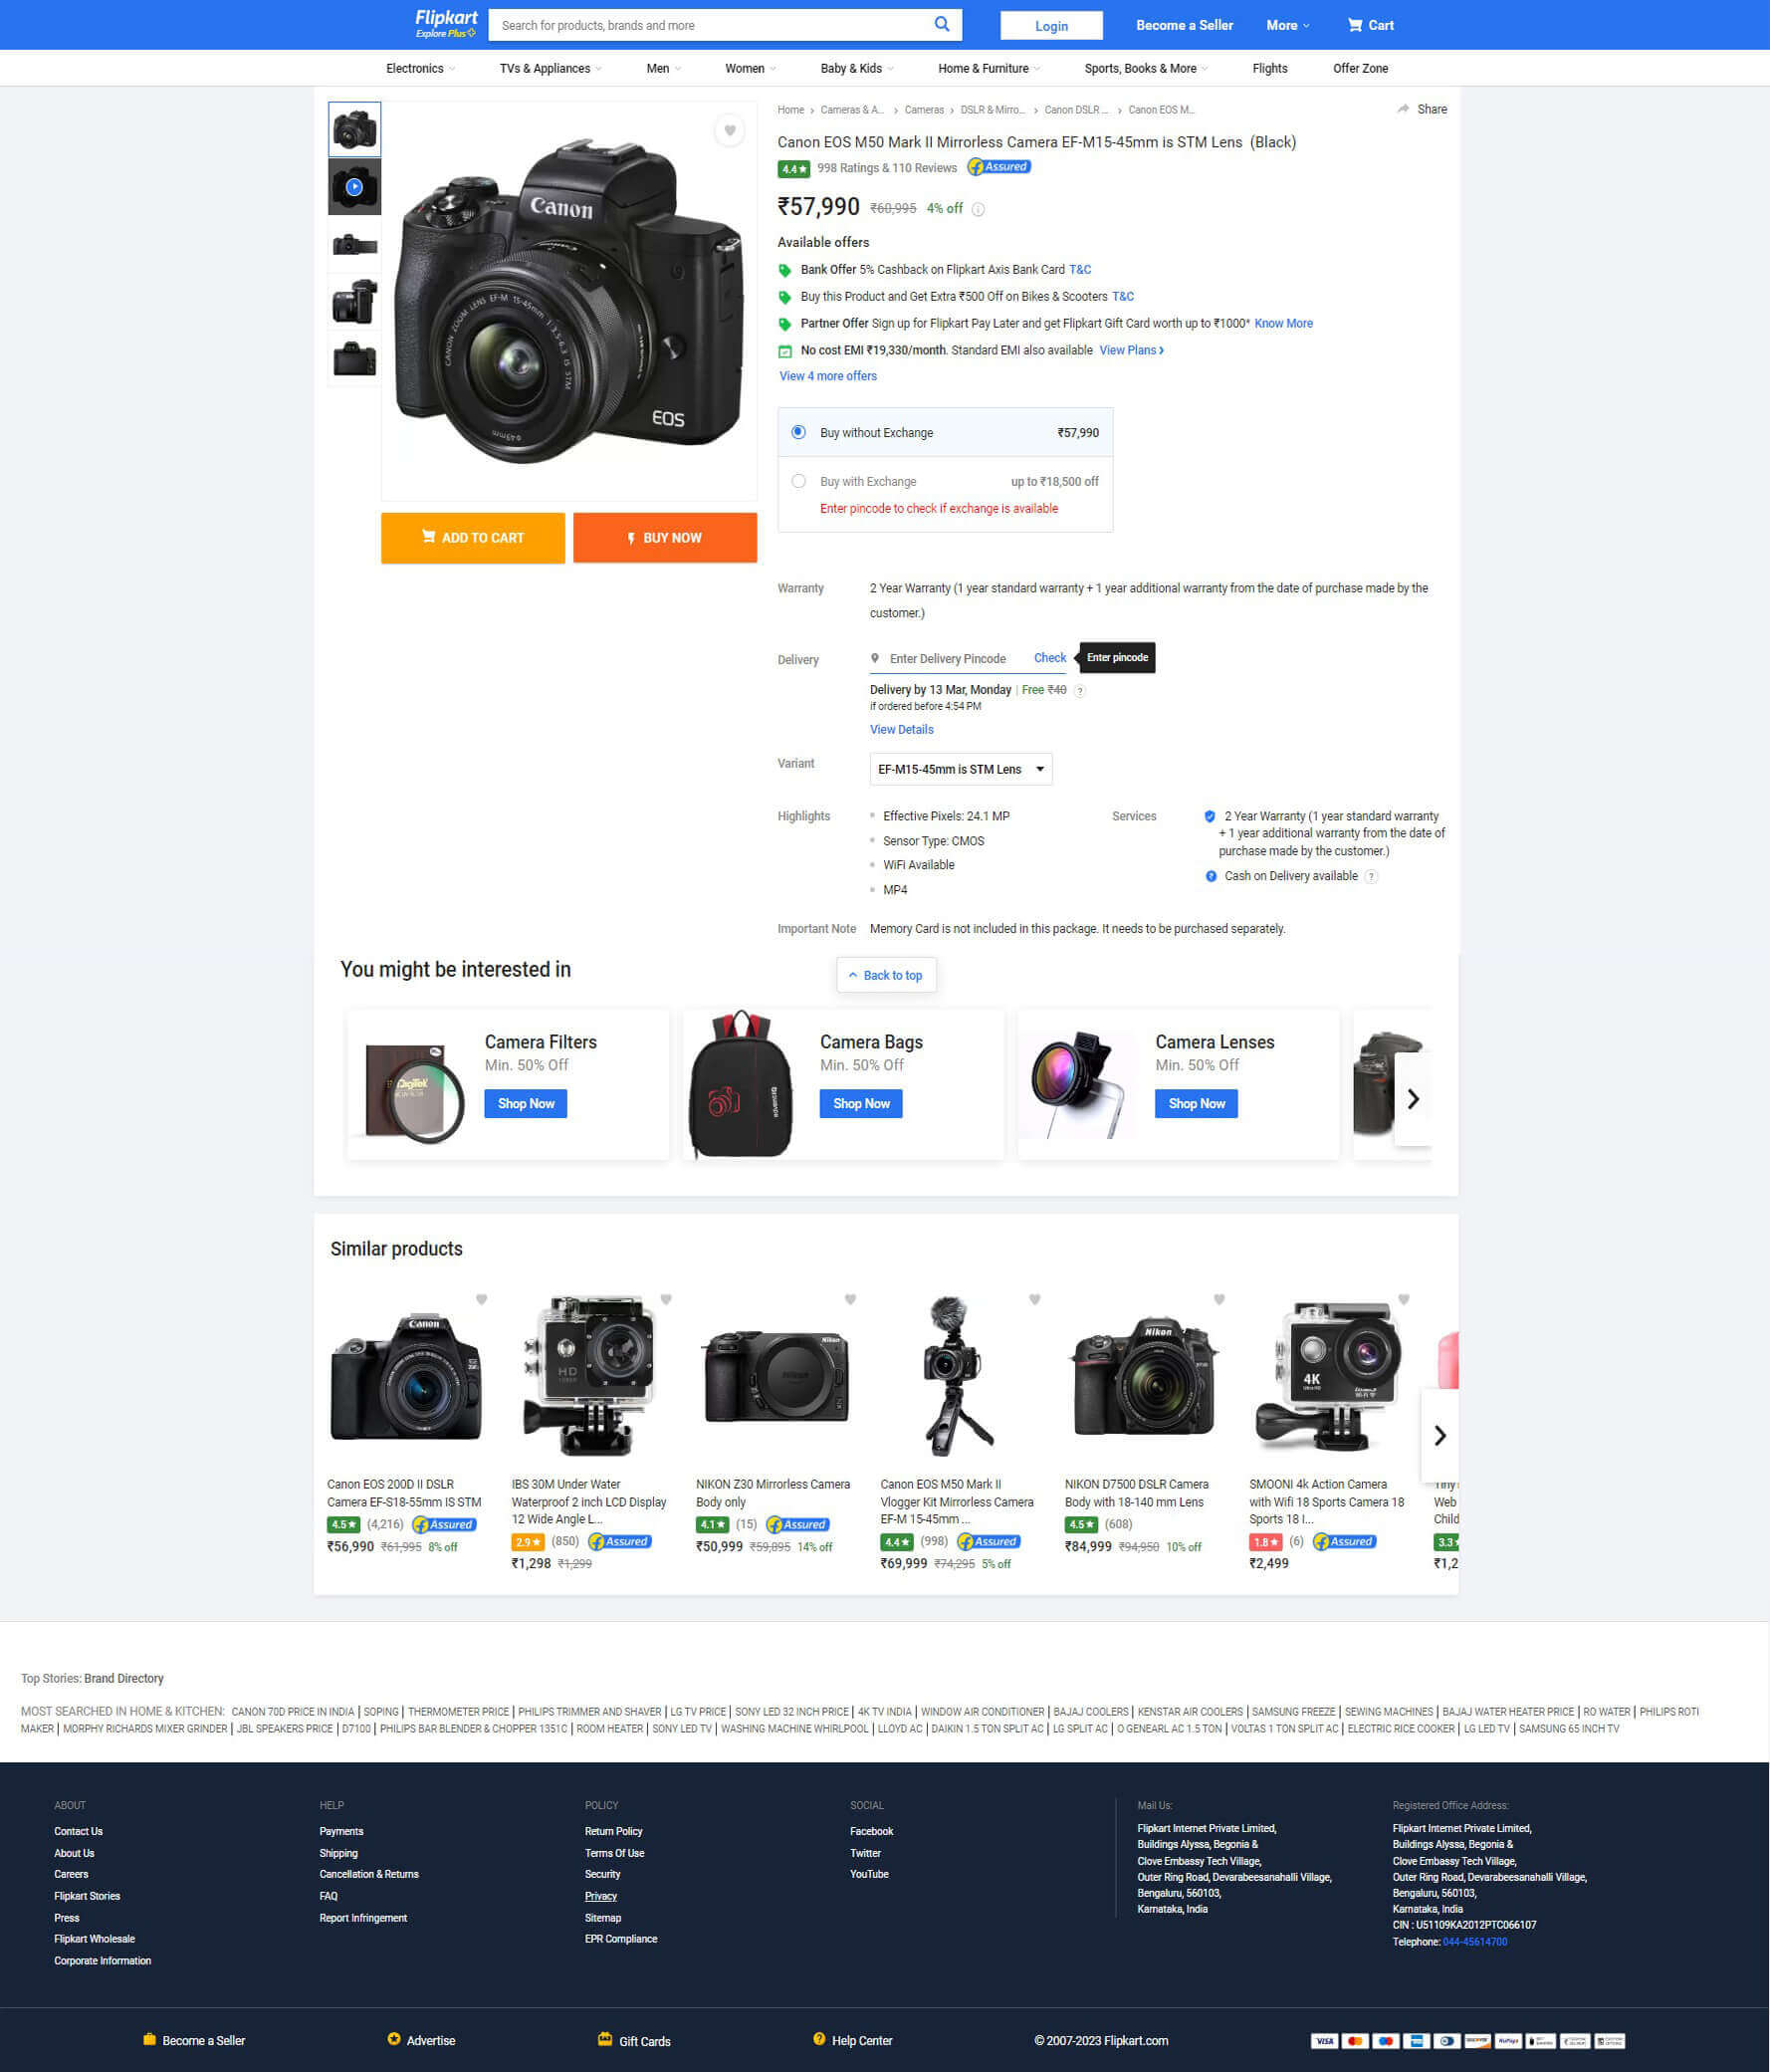 Flipkart
Explore Plus
Search for products, brands and more
Login
Become a Seller
More
Cart
Electronics
TVs & Appliances
Men
Women
Baby & Kids
Home & Furniture
Sports, Books & More
Flights
Offer Zone
Home > Cameras & A... > Cameras > DSLR & Mirro... > Canon DSLR ... > Canon EOS M...
Share
Canon
CANON ZOOM LENS EF-M 15-45mm 1:3.5-6.3 IS STM
EOS
ADD TO CART
BUY NOW
Canon EOS M50 Mark II Mirrorless Camera EF-M15-45mm is STM Lens (Black)
4.4★ 998 Ratings & 110 Reviews Assured
₹57,990 ₹60,995 4% off
Available offers
Bank Offer 5% Cashback on Flipkart Axis Bank Card T&C
Buy this Product and Get Extra ₹500 Off on Bikes & Scooters T&C
Partner Offer Sign up for Flipkart Pay Later and get Flipkart Gift Card worth up to ₹1000* Know More
No cost EMI ₹19,330/month. Standard EMI also available View Plans
View 4 more offers
Buy without Exchange ₹57,990
Buy with Exchange up to ₹18,500 off
Enter pincode to check if exchange is available
Warranty 2 Year Warranty (1 year standard warranty + 1 year additional warranty from the date of purchase made by the
customer.)
Delivery Enter Delivery Pincode Check Enter pincode
Delivery by 13 Mar, Monday | Free ₹40 ?
if ordered before 4:54 PM
View Details
Variant EF-M15-45mm is STM Lens
Highlights
Effective Pixels: 24.1 MP
Sensor Type: CMOS
WiFi Available
MP4
Services
2 Year Warranty (1 year standard warranty
+ 1 year additional warranty from the date of
purchase made by the customer.)
Cash on Delivery available ?
Important Note Memory Card is not included in this package. It needs to be purchased separately.
You might be interested in
Back to top
DigiTek
Camera Filters
Min. 50% Off
Shop Now
Camera Bags
Min. 50% Off
Shop Now
Camera Lenses
Min. 50% Off
Shop Now
Similar products
Canon
Canon EOS 200D II DSLR
Camera EF-S18-55mm IS STM
4.5★ (4,216) Assured
₹56,990 ₹61,995 8% off
HD
IBS 30M Under Water
Waterproof 2 inch LCD Display
12 Wide Angle L...
2.9★ (850) Assured
₹1,298 ₹1,299
Nikon
NIKON Z30 Mirrorless Camera
Body only
4.1★ (15) Assured
₹50,999 ₹59,895 14% off
Canon EOS M50 Mark II
Vlogger Kit Mirrorless Camera
EF-M 15-45mm ...
4.4★ (998) Assured
₹69,999 ₹74,295 5% off
Nikon
NIKON D7500 DSLR Camera
Body with 18-140 mm Lens
4.5★ (608)
₹84,999 ₹94,950 10% off
4K
SMOONI 4k Action Camera
with Wifi 18 Sports Camera 18
Sports 18 I...
1.8★ (6) Assured
₹2,499
Web
Child
3.3
₹1,2
Top Stories: Brand Directory
MOST SEARCHED IN HOME & KITCHEN: CANON 70D PRICE IN INDIA | SOPING | THERMOMETER PRICE | PHILIPS TRIMMER AND SHAVER | LG TV PRICE | SONY LED 32 INCH PRICE | 4K TV INDIA | WINDOW AIR CONDITIONER | BAJAJ COOLERS | KENSTAR AIR COOLERS | SAMSUNG FREEZE | SEWING MACHINES | BAJAJ WATER HEATER PRICE | RO WATER | PHILIPS ROTI
MAKER | MORPHY RICHARDS MIXER GRINDER | JBL SPEAKERS PRICE | D7100 | PHILIPS BAR BLENDER & CHOPPER 1351C | ROOM HEATER | SONY LED TV | WASHING MACHINE WHIRLPOOL | LLOYD AC | DAIKIN 1.5 TON SPLIT AC | LG SPLIT AC | O GENEARL AC 1.5 TON | VOLTAS 1 TON SPLIT AC | ELECTRIC RICE COOKER | LG LED TV | SAMSUNG 65 INCH TV
ABOUT
Contact Us
About Us
Careers
Flipkart Stories
Press
Flipkart Wholesale
Corporate Information
HELP
Payments
Shipping
Cancellation & Returns
FAQ
Report Infringement
POLICY
Return Policy
Terms Of Use
Security
Privacy
Sitemap
EPR Compliance
SOCIAL
Facebook
Twitter
YouTube
Mail Us:
Flipkart Internet Private Limited,
Buildings Alyssa, Begonia &
Clove Embassy Tech Village,
Outer Ring Road, Devarabeesanahalli Village,
Bengaluru, 560103,
Karnataka, India
Registered Office Address:
Flipkart Internet Private Limited,
Buildings Alyssa, Begonia &
Clove Embassy Tech Village,
Outer Ring Road, Devarabeesanahalli Village,
Bengaluru, 560103,
Karnataka, India
CIN : U51109KA2012PTC066107
Telephone: 044-45614700
Become a Seller
Advertise
Gift Cards
Help Center
© 2007-2023 Flipkart.com
VISA